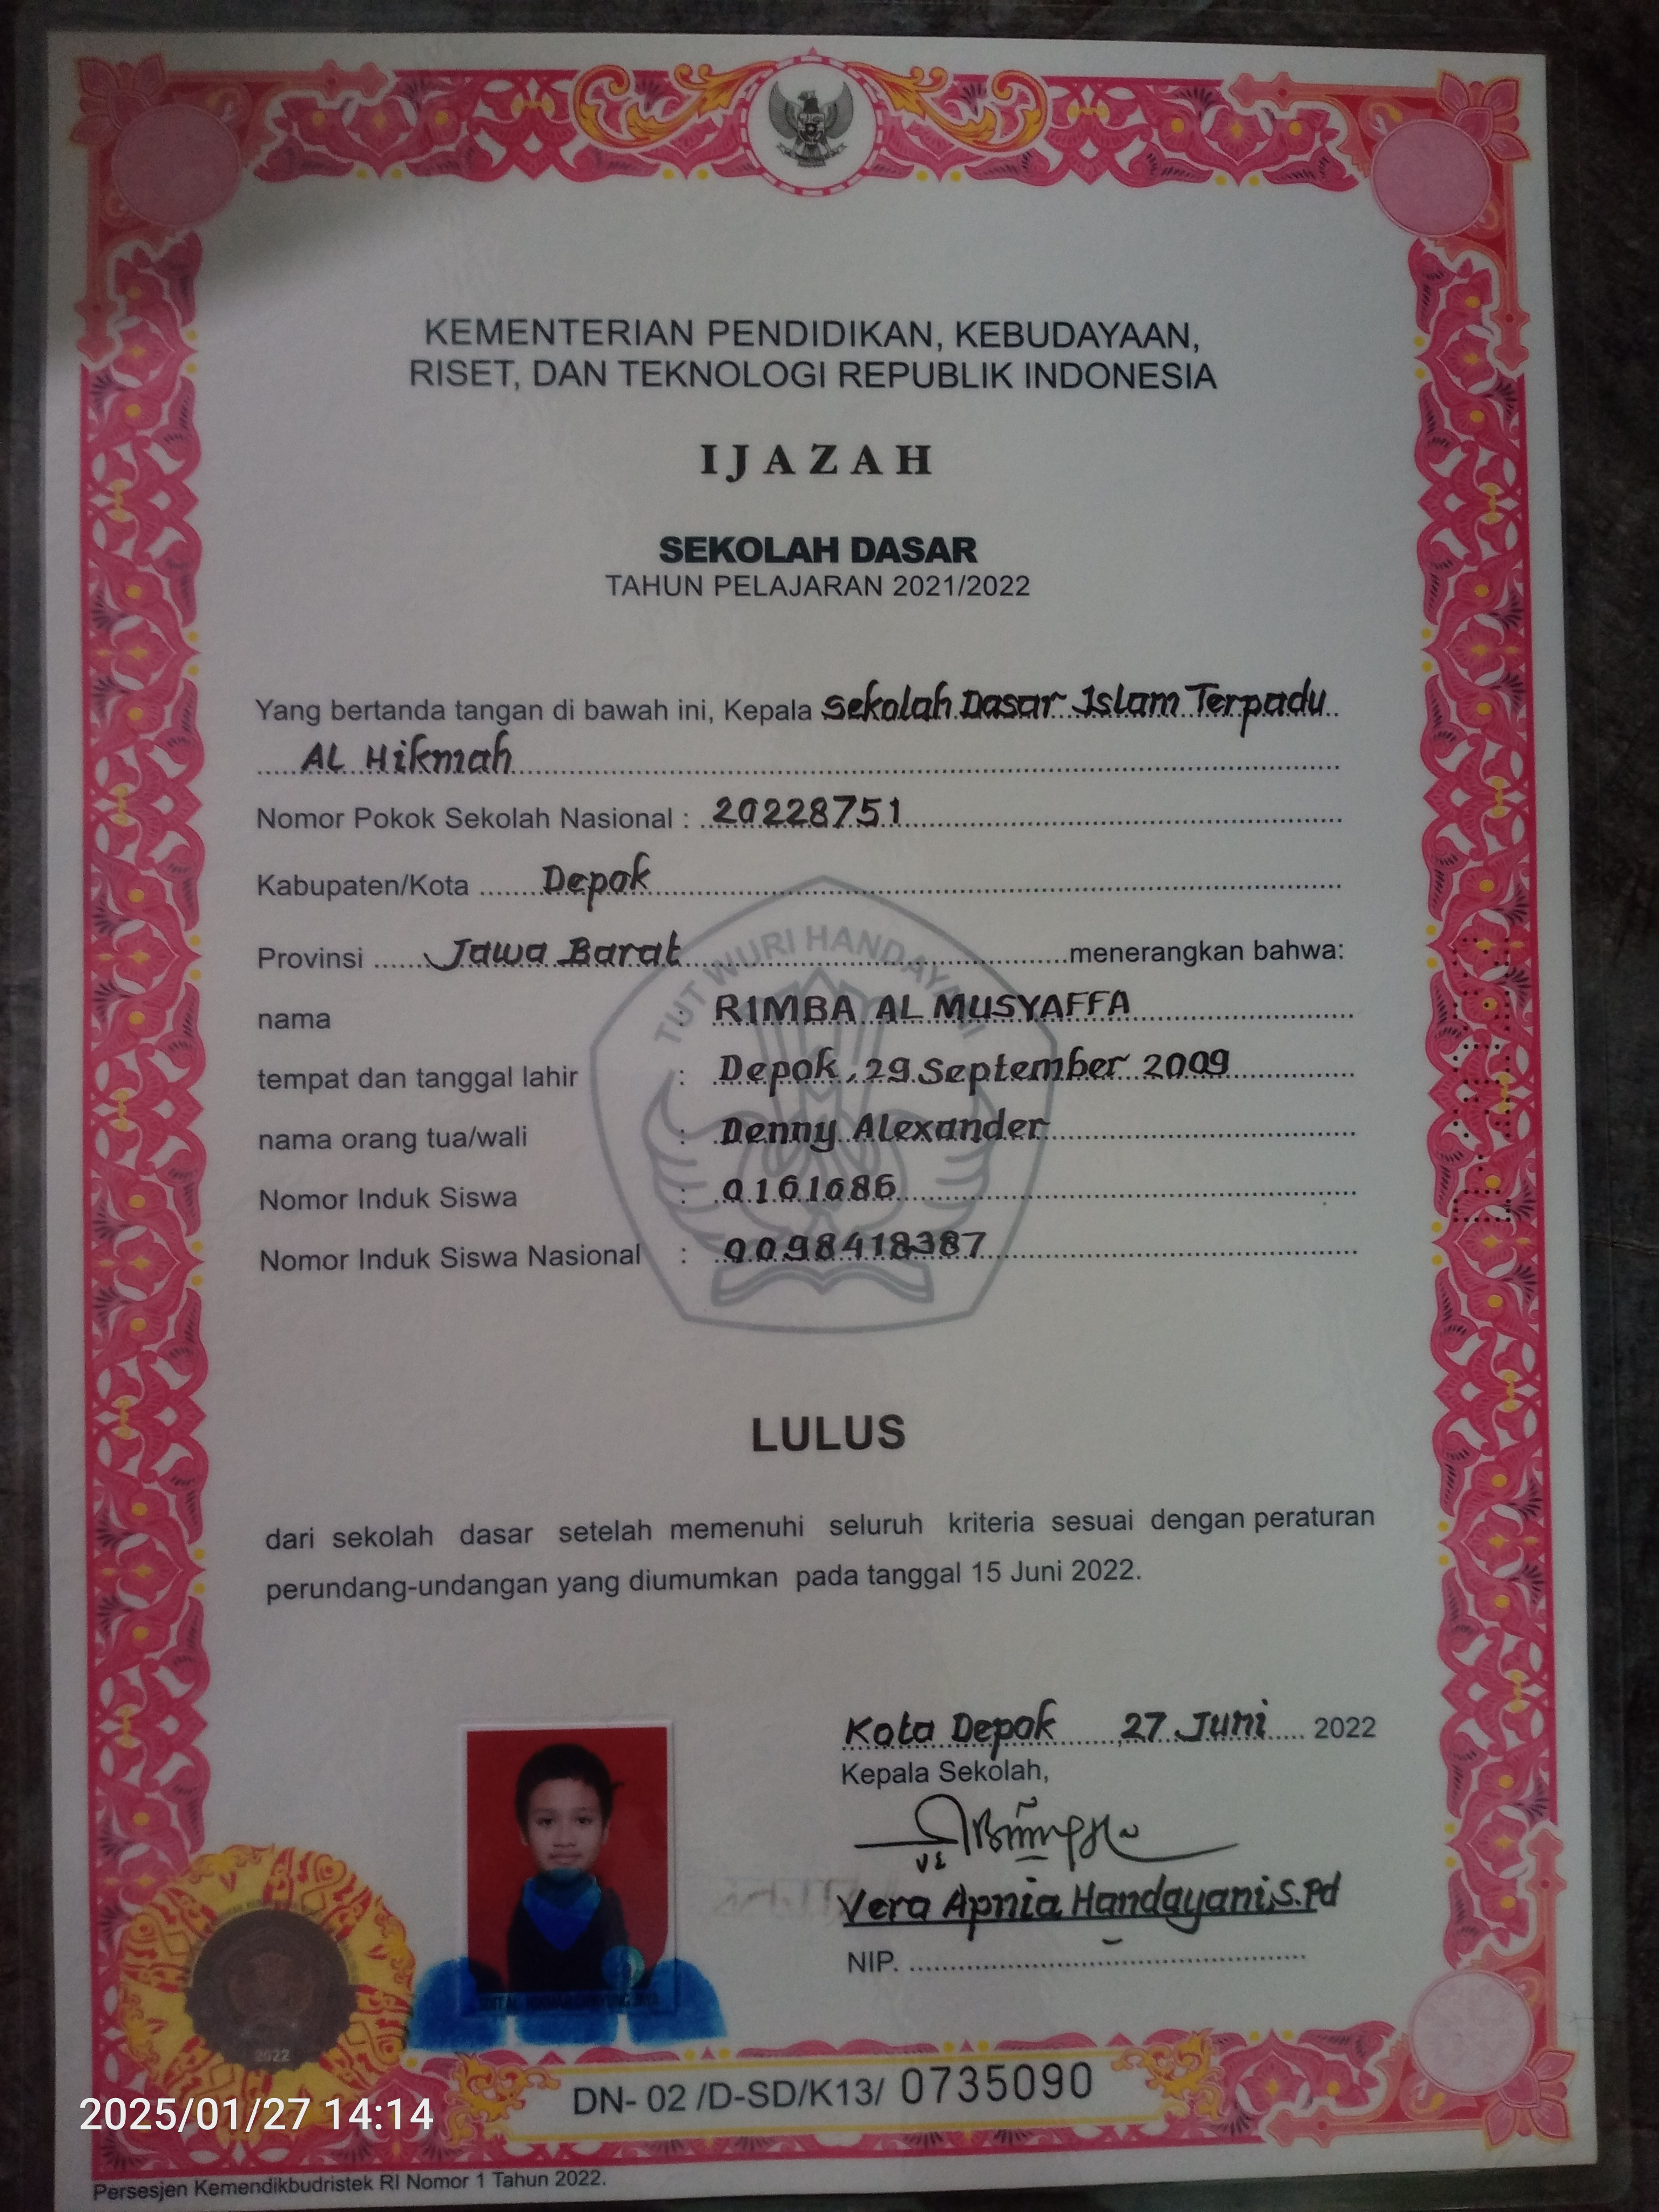 KEMENTERIAN PENDIDIKAN, KEBUDAYAAN,
RISET, DAN TEKNOLOGI REPUBLIK INDONESIA
IJAZAH
SEKOLAH DASAR
TAHUN PELAJARAN 2021/2022
Yang bertanda tangan di bawah ini, Kepala Sekolah Dasar Islam Terpadu
AL Hikmah
Nomor Pokok Sekolah Nasional : 20228751
Kabupaten/Kota Depok
Provinsi Jawa Barat menerangkan bahwa:
TUT WURI HANDAYANI
nama : RIMBA AL MUSYAFFA
tempat dan tanggal lahir : Depok, 29 September 2009
nama orang tua/wali : Denny Alexander
Nomor Induk Siswa : 0161686
Nomor Induk Siswa Nasional : 0098418387
LULUS
dari sekolah dasar setelah memenuhi seluruh kriteria sesuai dengan peraturan
perundang-undangan yang diumumkan pada tanggal 15 Juni 2022.
Kota Depok, 27 Juni 2022
Kepala Sekolah,
Vera Apnia Handayani, S.Pd
NIP.
2022
DN- 02 /D-SD/K13/ 0735090
2025/01/27 14:14
Persesjen Kemendikbudristek RI Nomor 1 Tahun 2022.